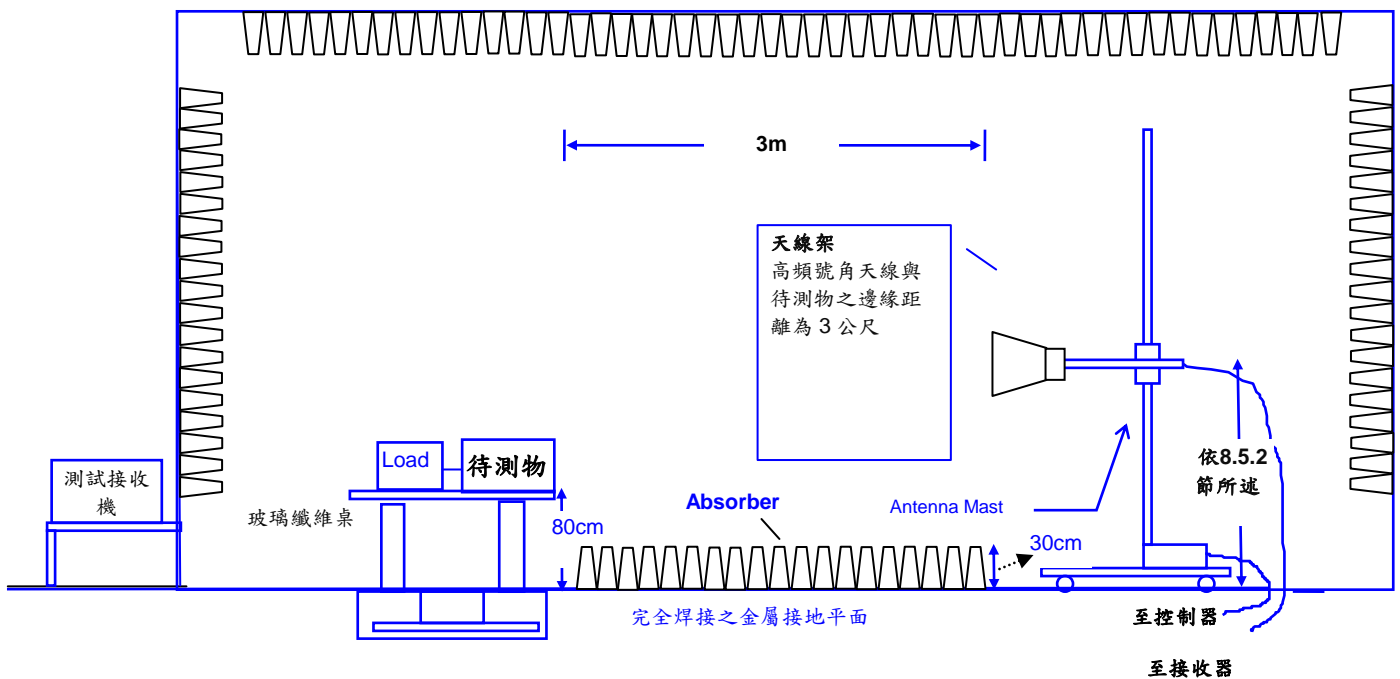 3m
天線架
高頻號角天線與
待測物之邊緣距
離為 3 公尺
Load
待測物
測試接收
機
玻璃纖維桌
80cm
Absorber
Antenna Mast
30cm
依8.5.2
節所述
完全焊接之金屬接地平面
至控制器
至接收器